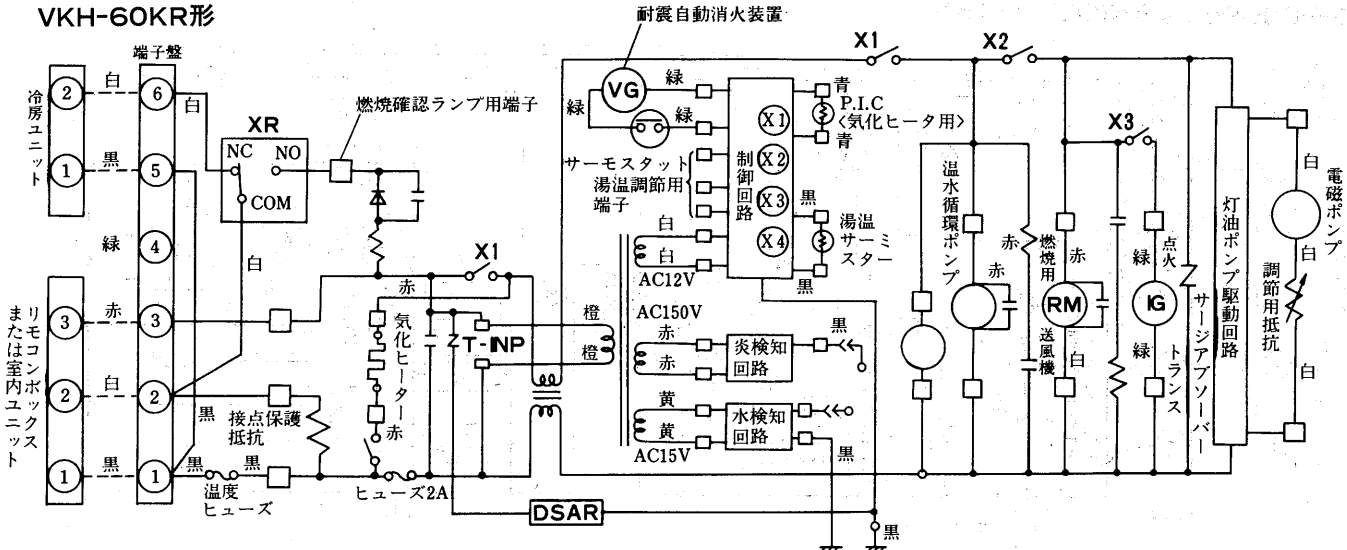 VKH-60KR形
端子盤
冷房ユニット
2
1
白
黒
緑
6
5
4
3
2
1
リモコンボックス
または室内ユニット
3
2
1
赤
白
黒
白
XR
NC
NO
COM
白
黒
燃焼確認ランプ用端子
接点保護
抵抗
黒
温度
ヒューズ
黒
X1
赤
気化ヒーター
赤
ヒューズ2A
T-INP
DSAR
橙
橙
耐震自動消火装置
VG
緑
緑
緑
サーモスタット
湯温調節用
端子
白
白
AC12V
AC150V
赤
赤
黄
黄
AC15V
制御回路
X1
X2
X3
X4
青
P.I.C
<気化ヒータ用>
青
黒
湯温
サーミ
スター
黒
炎検知
回路
黒
水検知
回路
黒
黒
X1
X2
X3
温水循環ポンプ
赤
赤
燃焼用
送風機
赤
RM
白
緑
点火
トランス
IG
緑
サージアブソーバー
灯油ポンプ駆動回路
白
電磁ポンプ
白
調節用抵抗
白